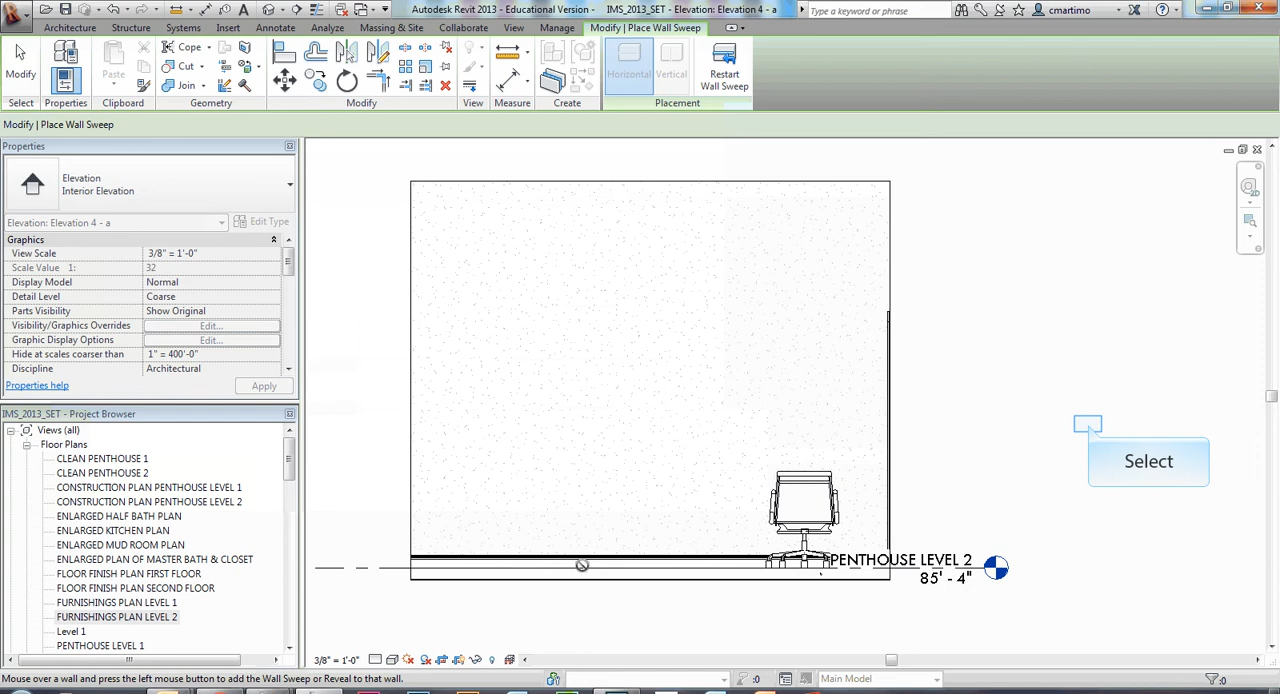 Autodesk Revit 2013 - Educational Version - IMS_2013_SET - Elevation: Elevation 4 - a
Type a keyword or phrase
cmartimo
Architecture Structure Systems Insert Annotate Analyze Massing & Site Collaborate View Manage Modify | Place Wall Sweep
Modify
Paste
Cope
Cut
Join
Horizontal Vertical
Restart
Wall Sweep
Select Properties Clipboard Geometry Modify View Measure Create Placement
Modify | Place Wall Sweep
Properties
Elevation
Interior Elevation
Elevation: Elevation 4 - a
Edit Type
Graphics
View Scale 3/8" = 1'-0"
Scale Value 1: 32
Display Model Normal
Detail Level Coarse
Parts Visibility Show Original
Visibility/Graphics Overrides Edit...
Graphic Display Options Edit...
Hide at scales coarser than 1" = 400'-0"
Discipline Architectural
Properties help
Apply
IMS_2013_SET - Project Browser
Views (all)
Floor Plans
CLEAN PENTHOUSE 1
CLEAN PENTHOUSE 2
CONSTRUCTION PLAN PENTHOUSE LEVEL 1
CONSTRUCTION PLAN PENTHOUSE LEVEL 2
ENLARGED HALF BATH PLAN
ENLARGED KITCHEN PLAN
ENLARGED MUD ROOM PLAN
ENLARGED PLAN OF MASTER BATH & CLOSET
FLOOR FINISH PLAN FIRST FLOOR
FLOOR FINISH PLAN SECOND FLOOR
FURNISHINGS PLAN LEVEL 1
FURNISHINGS PLAN LEVEL 2
Level 1
PENTHOUSE LEVEL 1
Select
PENTHOUSE LEVEL 2
85' - 4"
3/8" = 1'-0"
Mouse over a wall and press the left mouse button to add the Wall Sweep or Reveal to that wall.
:0
Main Model
:0